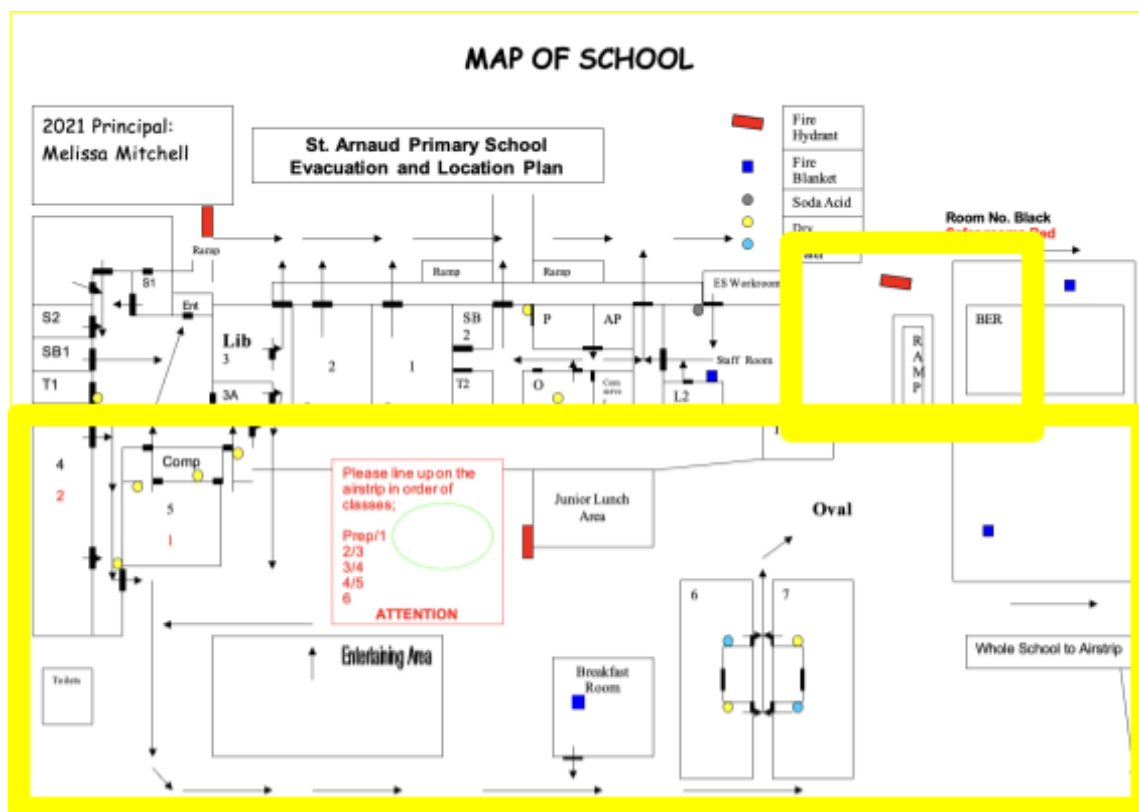 MAP OF SCHOOL
2021 Principal:
Melissa Mitchell
St. Arnaud Primary School
Evacuation and Location Plan
Fire
Hydrant
Fire
Blanket
Soda Acid
Dry
Room No. Black
Ramp
Ramp
Ramp
ES Workroom
S1
Ent
S2
SB1
T1
Lib
3
3A
2
1
SB
2
T2
P
AP
O
Staff Room
L2
RAMP
BER
4
2
Comp
5
1
Please line up on the
airstrip in order of
classes;
Prep/1
2/3
3/4
4/5
6
ATTENTION
Junior Lunch
Area
Oval
6
7
Whole School to Airstrip
Entertaining Area
Breakfast
Room
Toilets